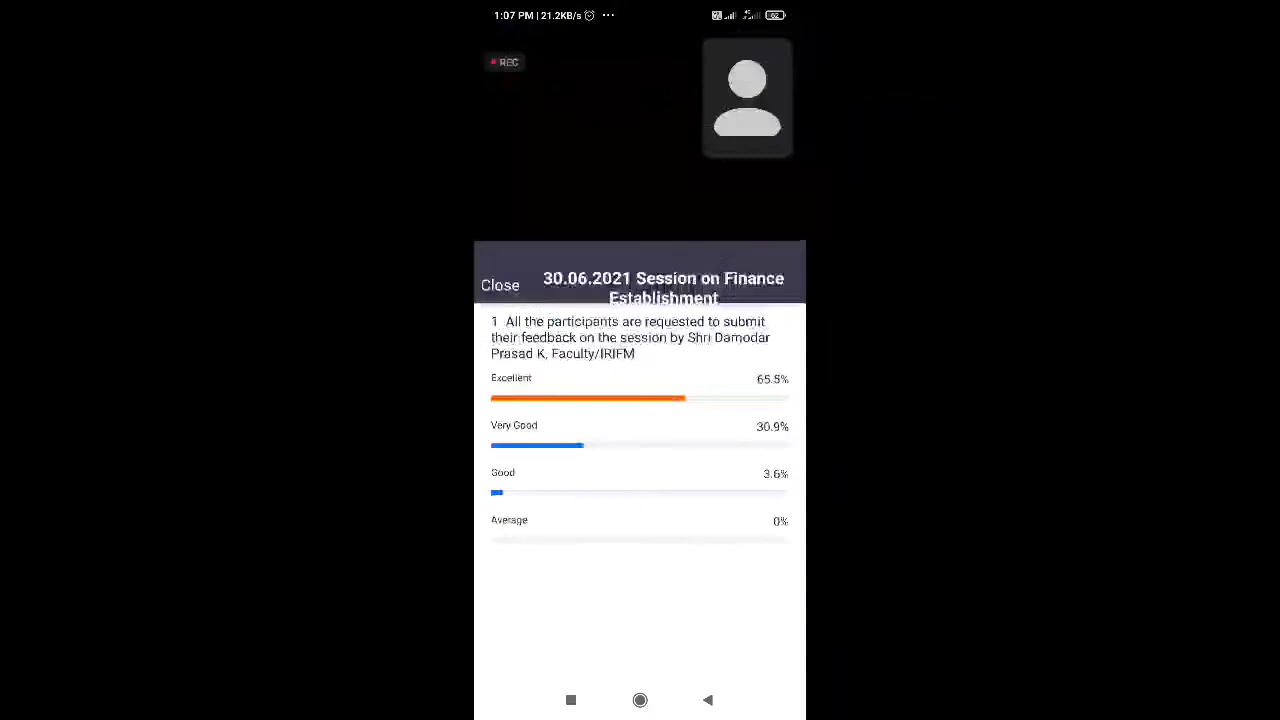 1:07 PM | 21.2KB/s
REC
Close
30.06.2021 Session on Finance
Establishment
1 All the participants are requested to submit
their feedback on the session by Shri Damodar
Prasad K, Faculty/IRIFM
Excellent 65.5%
Very Good 30.9%
Good 3.6%
Average 0%